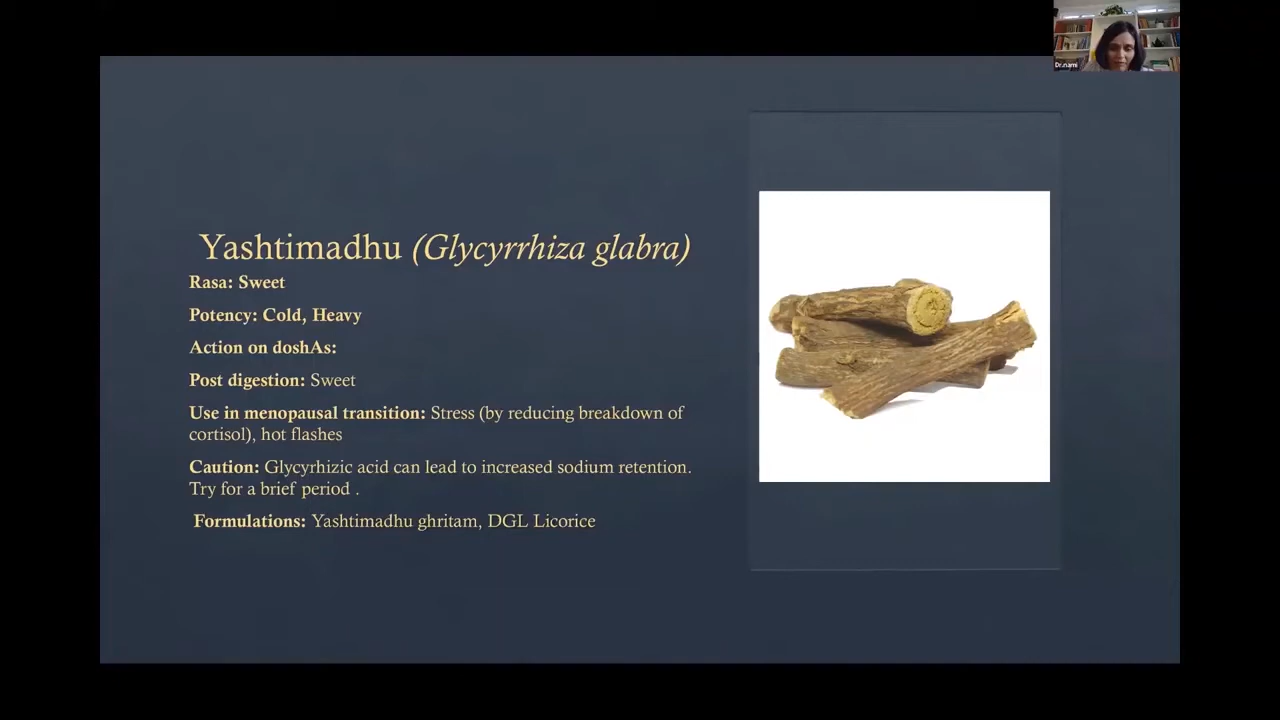 Dr.nami
Yashtimadhu (Glycyrrhiza glabra)
Rasa: Sweet
Potency: Cold, Heavy
Action on doshAs:
Post digestion: Sweet
Use in menopausal transition: Stress (by reducing breakdown of
cortisol), hot flashes
Caution: Glycyrhizic acid can lead to increased sodium retention.
Try for a brief period .
Formulations: Yashtimadhu ghritam, DGL Licorice